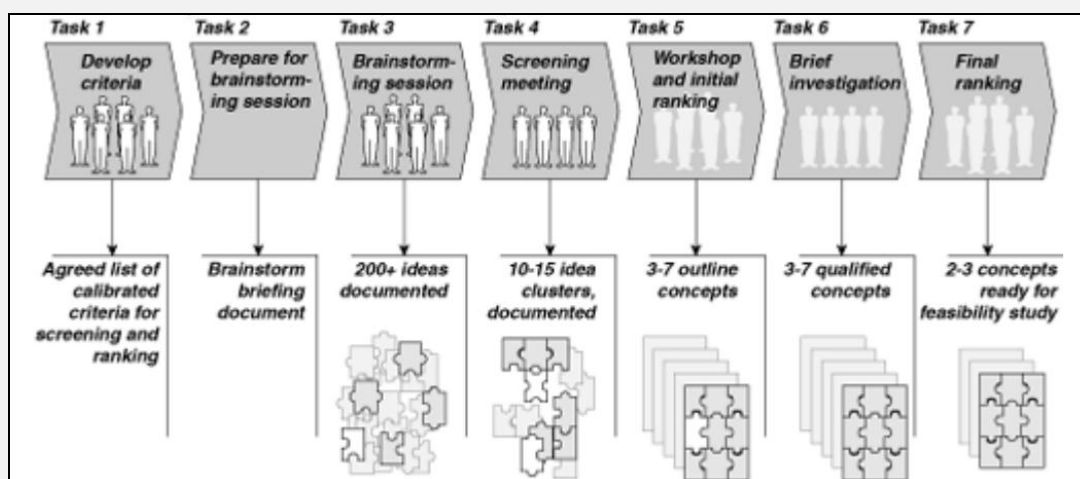 Task 1
Develop
criteria
Task 2
Prepare for
brainstorm-
ing session
Task 3
Brainstorm-
ing session
Task 4
Screening
meeting
Task 5
Workshop
and initial
ranking
Task 6
Brief
investigation
Task 7
Final
ranking
Agreed list of
calibrated
criteria for
screening and
ranking
Brainstorm
briefing
document
200+ ideas
documented
10-15 idea
clusters,
documented
3-7 outline
concepts
3-7 qualified
concepts
2-3 concepts
ready for
feasibility study